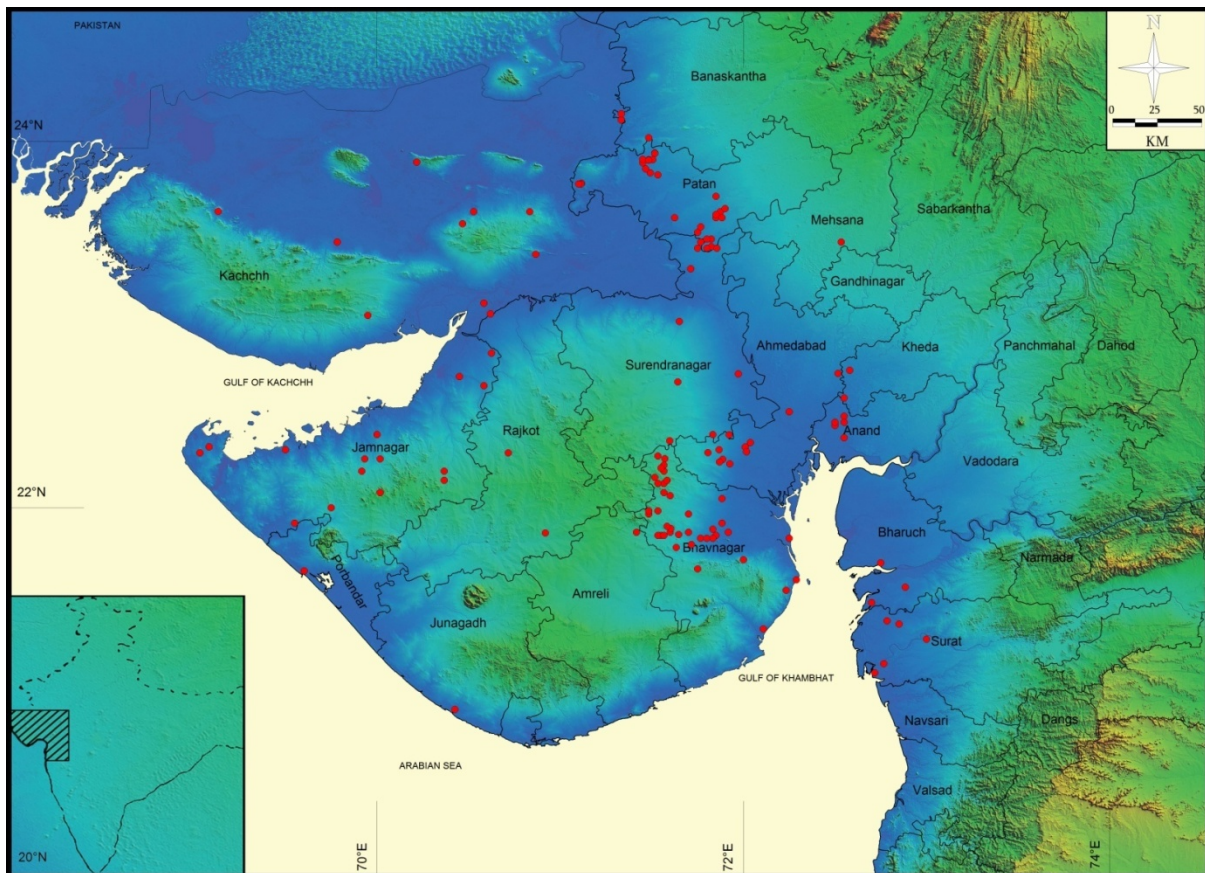 PAKISTAN
N
Banaskantha
0 25 50
KM
24°N
Patan
Sabarkantha
Mehsana
Kachchh
Gandhinagar
Ahmedabad
Kheda
Panchmahal
Dahod
Surendranagar
GULF OF KACHCHH
Anand
Rajkot
Jamnagar
Vadodara
22°N
Bharuch
Bhavnagar
Narmada
Porbandar
Amreli
Junagadh
Surat
GULF OF KHAMBHAT
Navsari
Dangs
ARABIAN SEA
Valsad
20°N
70°E
72°E
74°E